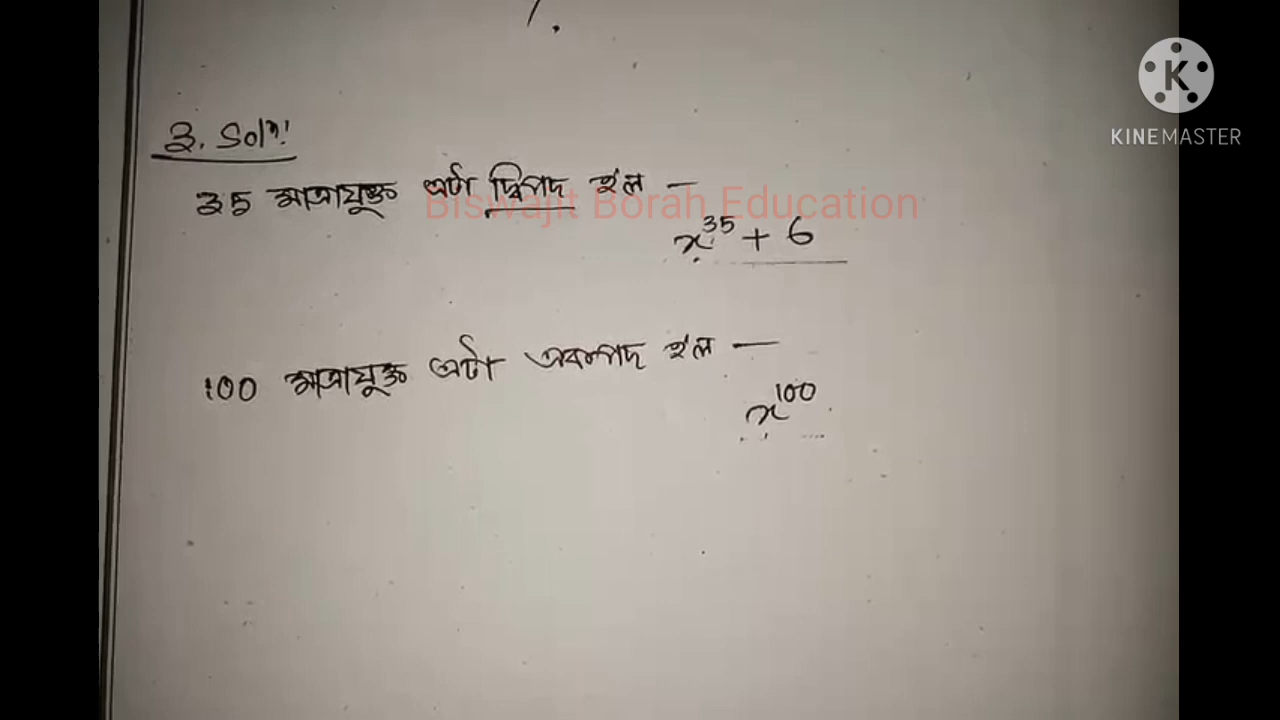 3. Solⁿ!
35 মাত্ৰাযুক্ত এটা দ্বিপদ হ'ল —
x³⁵ + 6
100 মাত্ৰাযুক্ত এটা একপদ হ'ল —
x¹⁰⁰
Biswajit Borah Education
K
KINEMASTER